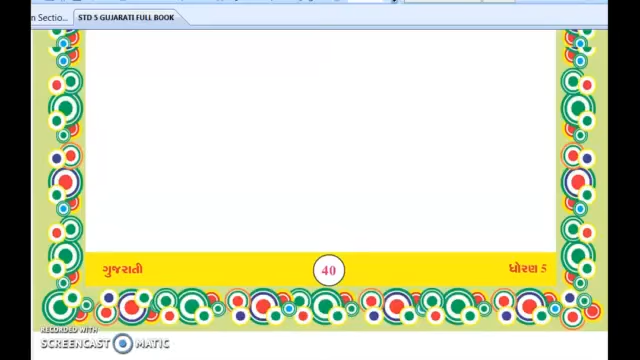 n Sectio...
STD 5 GUJARATI FULL BOOK
ગુજરાતી
40
ધોરણ 5
RECORDED WITH
SCREENCAST MATIC